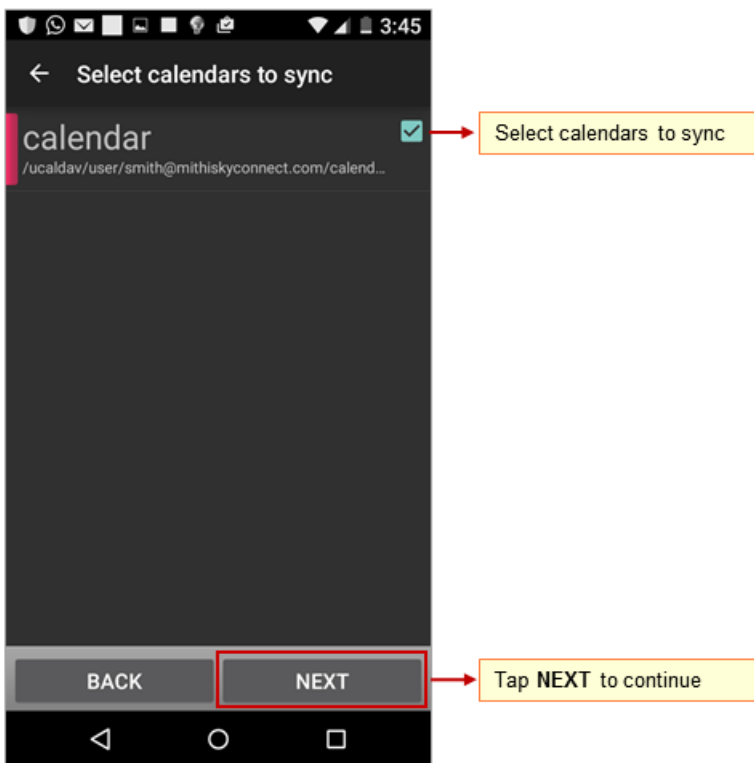 3:45
Select calendars to sync
calendar
/ucaldav/user/smith@mithiskyconnect.com/calend...
Select calendars to sync
BACK
NEXT
Tap NEXT to continue